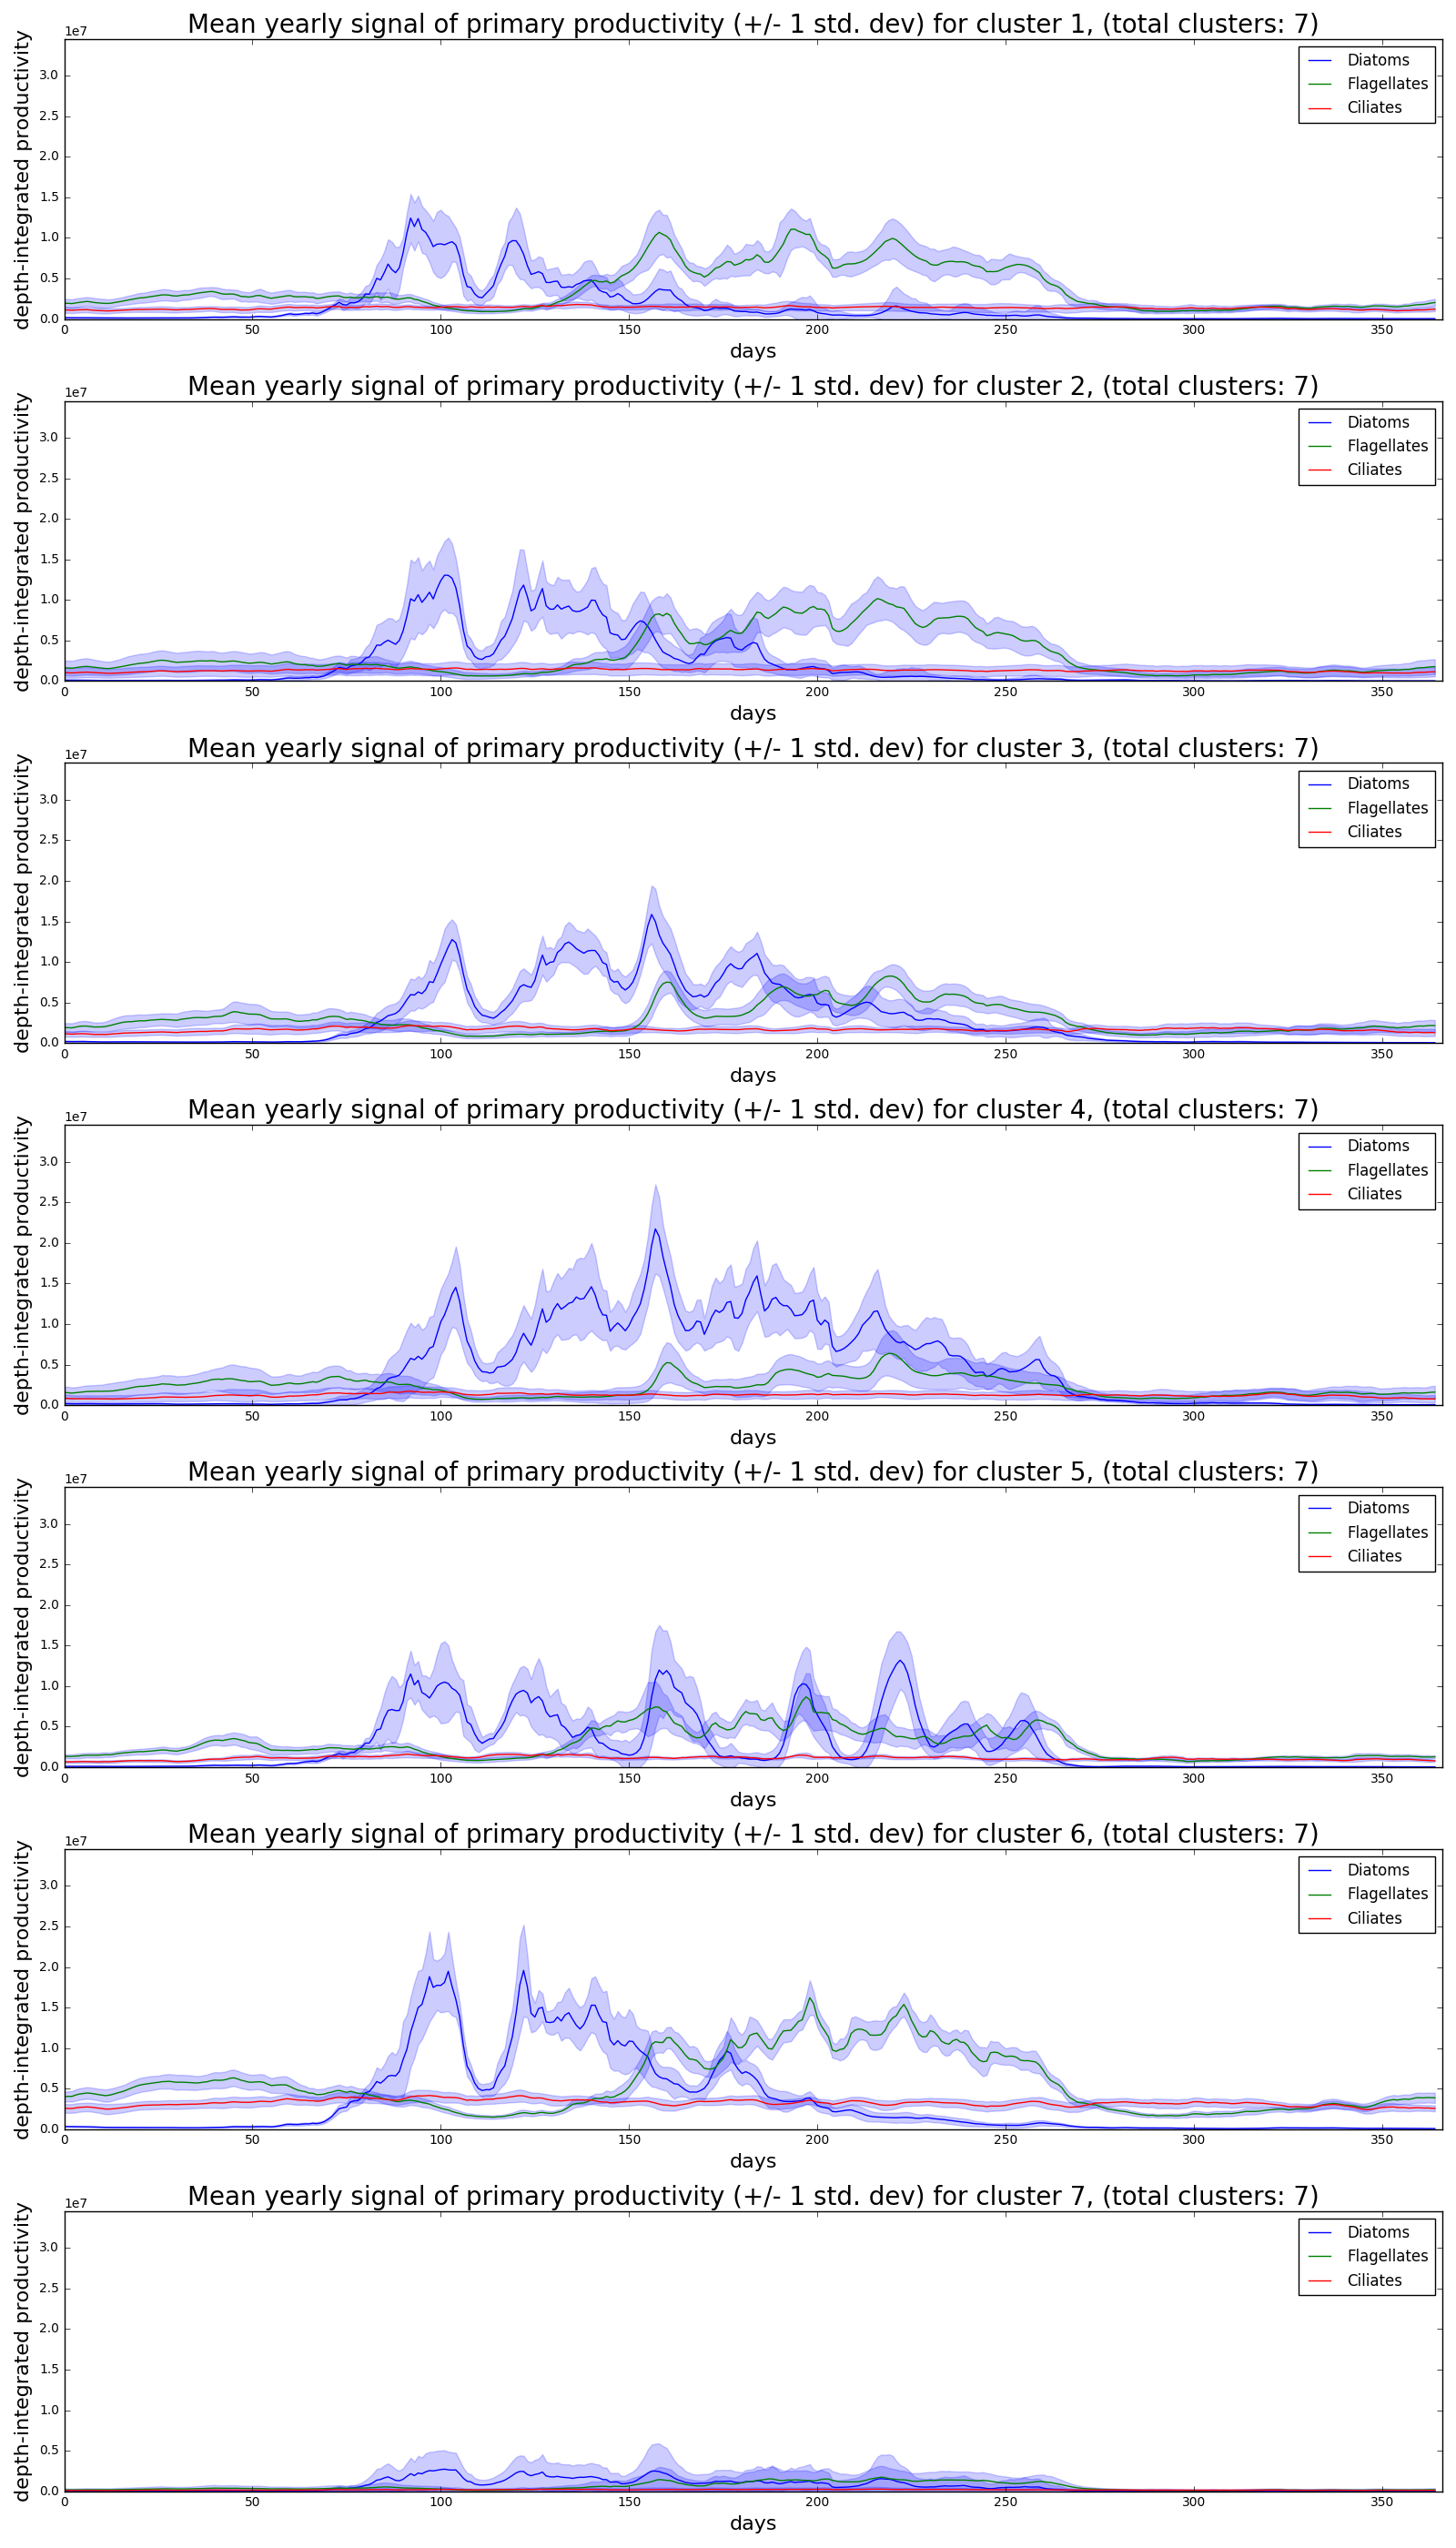 Mean yearly signal of primary productivity (+/- 1 std. dev) for cluster 1, (total clusters: 7)
1e7
3.0
2.5
2.0
1.5
1.0
0.5
0.0
depth-integrated productivity
Diatoms
Flagellates
Ciliates
0 50 100 150 200 250 300 350
days
Mean yearly signal of primary productivity (+/- 1 std. dev) for cluster 2, (total clusters: 7)
1e7
3.0
2.5
2.0
1.5
1.0
0.5
0.0
depth-integrated productivity
Diatoms
Flagellates
Ciliates
0 50 100 150 200 250 300 350
days
Mean yearly signal of primary productivity (+/- 1 std. dev) for cluster 3, (total clusters: 7)
1e7
3.0
2.5
2.0
1.5
1.0
0.5
0.0
depth-integrated productivity
Diatoms
Flagellates
Ciliates
0 50 100 150 200 250 300 350
days
Mean yearly signal of primary productivity (+/- 1 std. dev) for cluster 4, (total clusters: 7)
1e7
3.0
2.5
2.0
1.5
1.0
0.5
0.0
depth-integrated productivity
Diatoms
Flagellates
Ciliates
0 50 100 150 200 250 300 350
days
Mean yearly signal of primary productivity (+/- 1 std. dev) for cluster 5, (total clusters: 7)
1e7
3.0
2.5
2.0
1.5
1.0
0.5
0.0
depth-integrated productivity
Diatoms
Flagellates
Ciliates
0 50 100 150 200 250 300 350
days
Mean yearly signal of primary productivity (+/- 1 std. dev) for cluster 6, (total clusters: 7)
1e7
3.0
2.5
2.0
1.5
1.0
0.5
0.0
depth-integrated productivity
Diatoms
Flagellates
Ciliates
0 50 100 150 200 250 300 350
days
Mean yearly signal of primary productivity (+/- 1 std. dev) for cluster 7, (total clusters: 7)
1e7
3.0
2.5
2.0
1.5
1.0
0.5
0.0
depth-integrated productivity
Diatoms
Flagellates
Ciliates
0 50 100 150 200 250 300 350
days